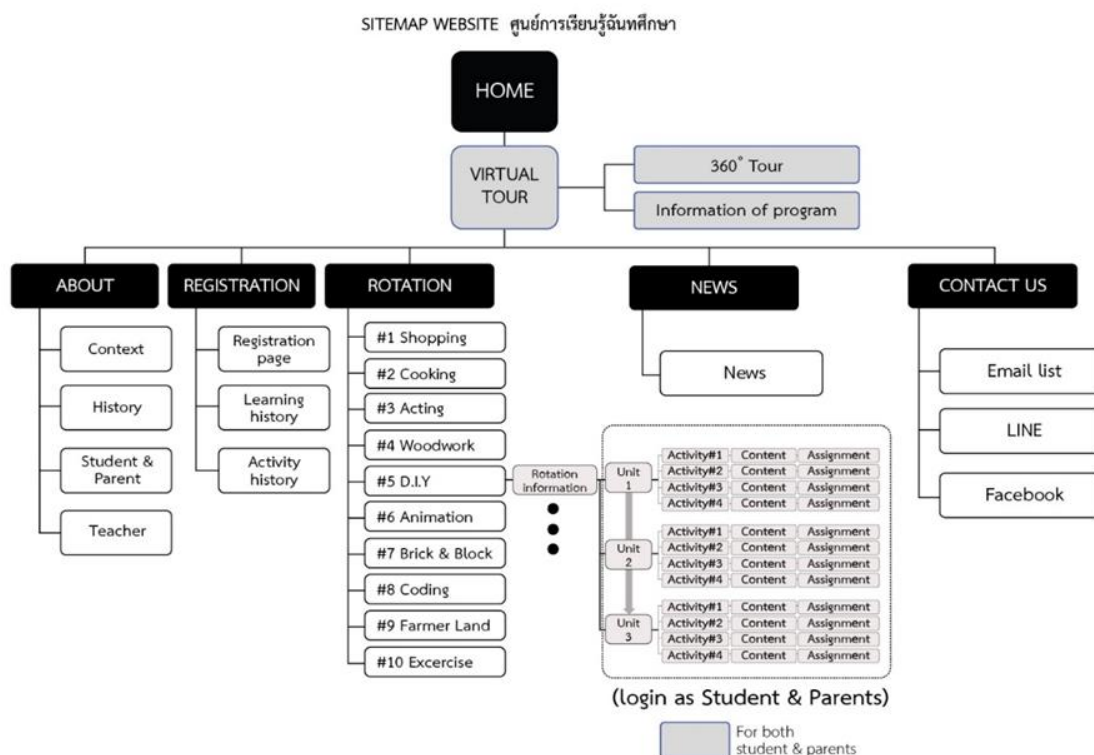 SITEMAP WEBSITE ศูนย์การเรียนรู้ฉันทศึกษา
HOME
VIRTUAL
TOUR
360° Tour
Information of program
ABOUT
Context
History
Student &
Parent
Teacher
REGISTRATION
Registration
page
Learning
history
Activity
history
ROTATION
#1 Shopping
#2 Cooking
#3 Acting
#4 Woodwork
#5 D.I.Y
#6 Animation
#7 Brick & Block
#8 Coding
#9 Farmer Land
#10 Excercise
Rotation
information
NEWS
News
Unit
1
Activity#1 Content Assignment
Activity#2 Content Assignment
Activity#3 Content Assignment
Activity#4 Content Assignment
Unit
2
Activity#1 Content Assignment
Activity#2 Content Assignment
Activity#3 Content Assignment
Activity#4 Content Assignment
Unit
3
Activity#1 Content Assignment
Activity#2 Content Assignment
Activity#3 Content Assignment
Activity#4 Content Assignment
(login as Student & Parents)
CONTACT US
Email list
LINE
Facebook
For both
student & parents